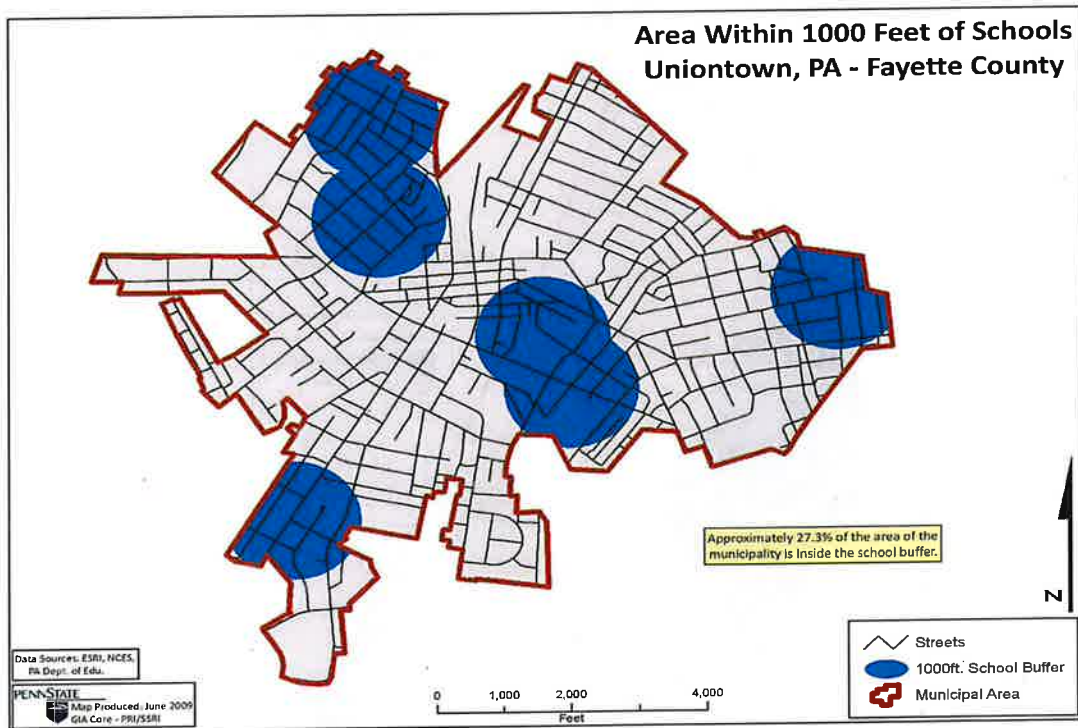 Area Within 1000 Feet of Schools
Uniontown, PA - Fayette County
Approximately 27.3% of the area of the
municipality is inside the school buffer.
N
Streets
1000ft. School Buffer
Municipal Area
Data Sources: ESRI, NCES,
PA Dept. of Edu.
PENNSTATE
Map Produced: June 2009
GIA Core - PRI/SSRI
0 1,000 2,000 4,000
Feet